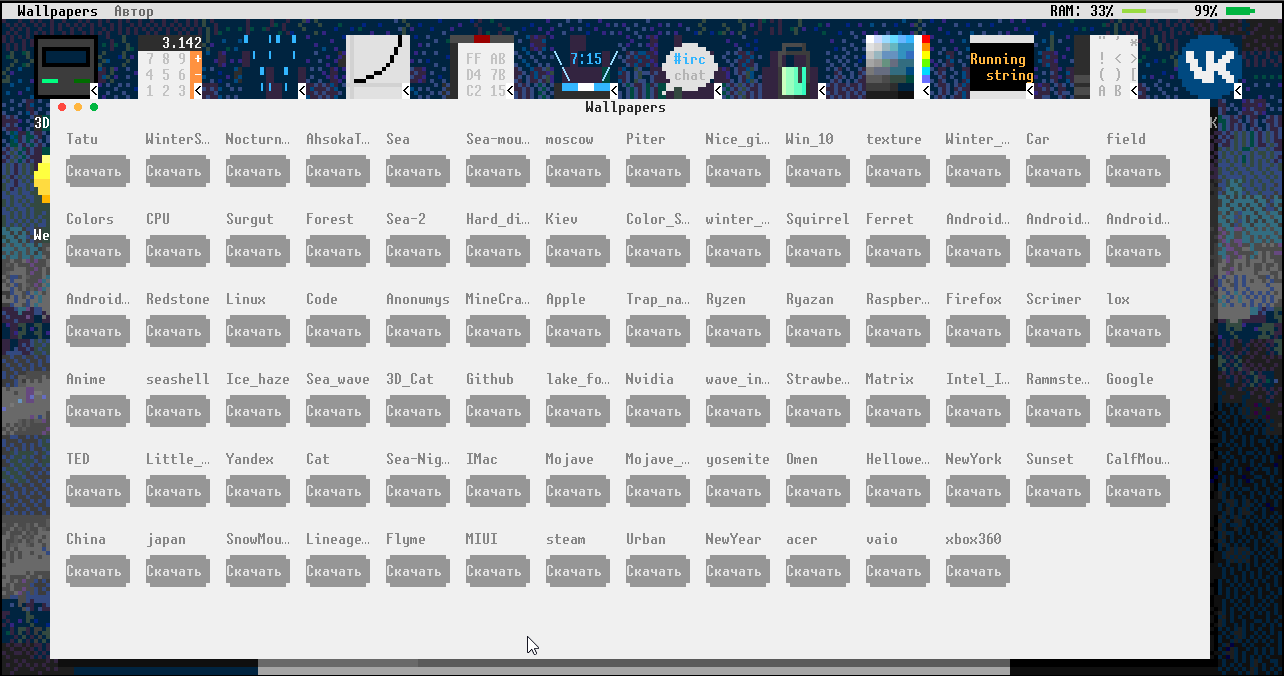 Wallpapers Автор RAM: 33% 99%
3.142
7 8 9 +
4 5 6 -
1 2 3
FF AB
D4 7B
C2 15
7:15
#irc
chat
Running
string
! < >
( ) [
A B
Wallpapers
3D
We
Tatu WinterS… Nocturn… AhsokaT… Sea Sea-mou… moscow Piter Nice_gi… Win_10 texture Winter_… Car field
Скачать Скачать Скачать Скачать Скачать Скачать Скачать Скачать Скачать Скачать Скачать Скачать Скачать Скачать
Colors CPU Surgut Forest Sea-2 Hard_di… Kiev Color_S… winter_… Squirrel Ferret Android… Android… Android…
Скачать Скачать Скачать Скачать Скачать Скачать Скачать Скачать Скачать Скачать Скачать Скачать Скачать Скачать
Android… Redstone Linux Code Anonumys MineCra… Apple Trap_na… Ryzen Ryazan Raspber… Firefox Scrimer lox
Скачать Скачать Скачать Скачать Скачать Скачать Скачать Скачать Скачать Скачать Скачать Скачать Скачать Скачать
Anime seashell Ice_haze Sea_wave 3D_Cat Github lake_fo… Nvidia wave_in… Strawbe… Matrix Intel_I… Rammste… Google
Скачать Скачать Скачать Скачать Скачать Скачать Скачать Скачать Скачать Скачать Скачать Скачать Скачать Скачать
TED Little_… Yandex Cat Sea-Nig… IMac Mojave Mojave_… yosemite Omen Hellowe… NewYork Sunset CalfMou…
Скачать Скачать Скачать Скачать Скачать Скачать Скачать Скачать Скачать Скачать Скачать Скачать Скачать Скачать
China japan SnowMou… Lineage… Flyme MIUI steam Urban NewYear acer vaio xbox360
Скачать Скачать Скачать Скачать Скачать Скачать Скачать Скачать Скачать Скачать Скачать Скачать